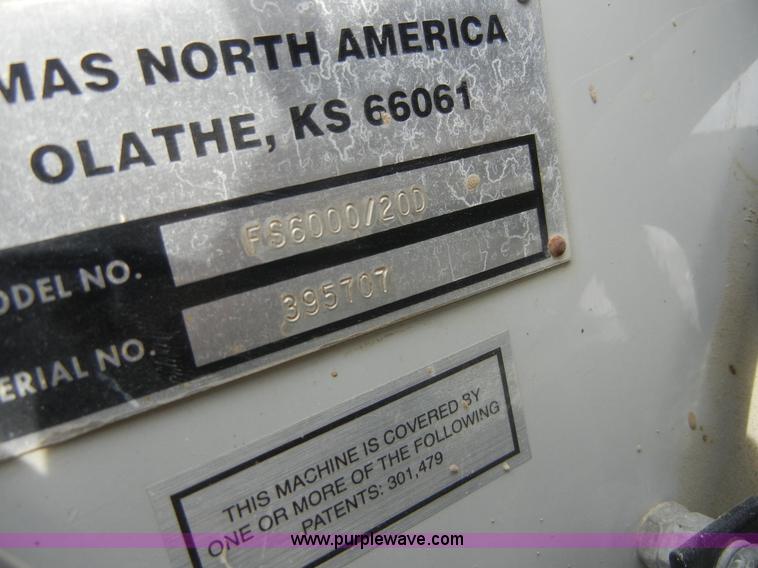 MAS NORTH AMERICA
OLATHE, KS 66061
ODEL NO. FS6000/20D
ERIAL NO. 395707
THIS MACHINE IS COVERED BY
ONE OR MORE OF THE FOLLOWING
PATENTS: 301,479
www.purplewave.com